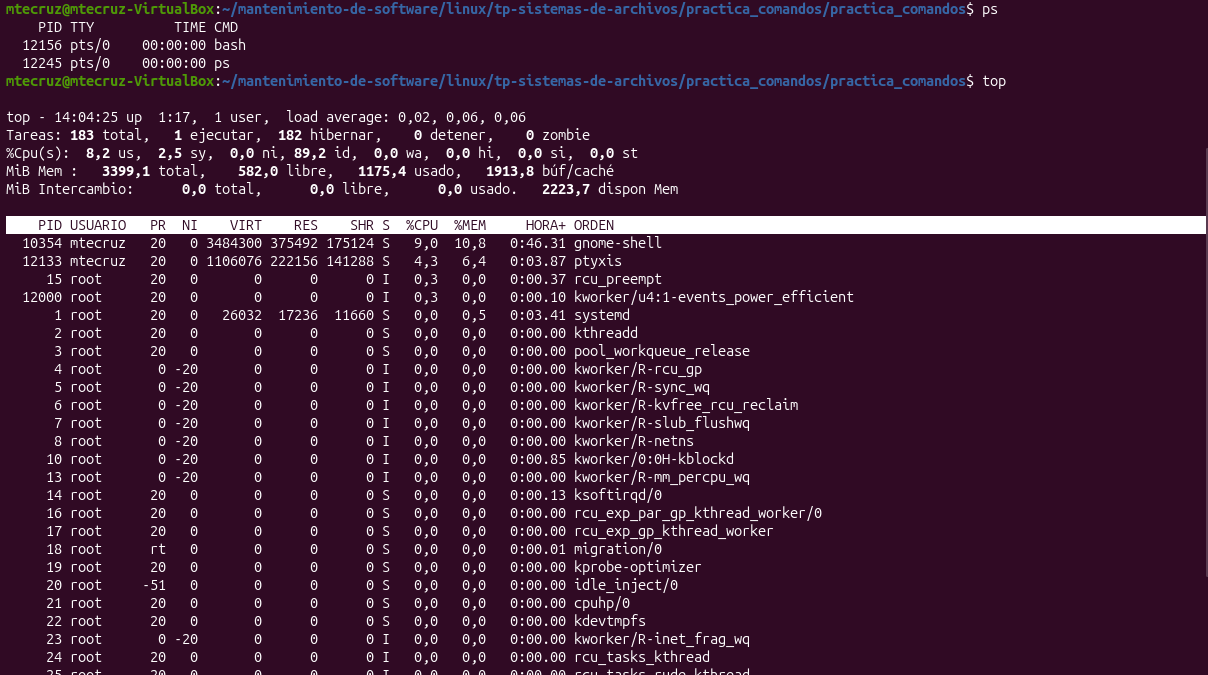 mtecruz@mtecruz-VirtualBox:~/mantenimiento-de-software/linux/tp-sistemas-de-archivos/practica_comandos/practica_comandos$ ps
    PID TTY          TIME CMD
  12156 pts/0    00:00:00 bash
  12245 pts/0    00:00:00 ps
mtecruz@mtecruz-VirtualBox:~/mantenimiento-de-software/linux/tp-sistemas-de-archivos/practica_comandos/practica_comandos$ top
top - 14:04:25 up  1:17,  1 user,  load average: 0,02, 0,06, 0,06
Tareas: 183 total,   1 ejecutar,  182 hibernar,    0 detener,    0 zombie
%Cpu(s):  8,2 us,  2,5 sy,  0,0 ni, 89,2 id,  0,0 wa,  0,0 hi,  0,0 si,  0,0 st
MiB Mem :   3399,1 total,    582,0 libre,   1175,4 usado,   1913,8 búf/caché
MiB Intercambio:      0,0 total,      0,0 libre,      0,0 usado.   2223,7 dispon Mem
    PID USUARIO   PR  NI    VIRT    RES    SHR S  %CPU  %MEM     HORA+ ORDEN
  10354 mtecruz   20   0 3484300 375492 175124 S   9,0  10,8   0:46.31 gnome-shell
  12133 mtecruz   20   0 1106076 222156 141288 S   4,3   6,4   0:03.87 ptyxis
     15 root      20   0       0      0      0 I   0,3   0,0   0:00.37 rcu_preempt
  12000 root      20   0       0      0      0 I   0,3   0,0   0:00.10 kworker/u4:1-events_power_efficient
      1 root      20   0   26032  17236  11660 S   0,0   0,5   0:03.41 systemd
      2 root      20   0       0      0      0 S   0,0   0,0   0:00.00 kthreadd
      3 root      20   0       0      0      0 S   0,0   0,0   0:00.00 pool_workqueue_release
      4 root       0 -20       0      0      0 I   0,0   0,0   0:00.00 kworker/R-rcu_gp
      5 root       0 -20       0      0      0 I   0,0   0,0   0:00.00 kworker/R-sync_wq
      6 root       0 -20       0      0      0 I   0,0   0,0   0:00.00 kworker/R-kvfree_rcu_reclaim
      7 root       0 -20       0      0      0 I   0,0   0,0   0:00.00 kworker/R-slub_flushwq
      8 root       0 -20       0      0      0 I   0,0   0,0   0:00.00 kworker/R-netns
     10 root       0 -20       0      0      0 I   0,0   0,0   0:00.85 kworker/0:0H-kblockd
     13 root       0 -20       0      0      0 I   0,0   0,0   0:00.00 kworker/R-mm_percpu_wq
     14 root      20   0       0      0      0 S   0,0   0,0   0:00.13 ksoftirqd/0
     16 root      20   0       0      0      0 S   0,0   0,0   0:00.00 rcu_exp_par_gp_kthread_worker/0
     17 root      20   0       0      0      0 S   0,0   0,0   0:00.00 rcu_exp_gp_kthread_worker
     18 root      rt   0       0      0      0 S   0,0   0,0   0:00.01 migration/0
     19 root      20   0       0      0      0 S   0,0   0,0   0:00.00 kprobe-optimizer
     20 root     -51   0       0      0      0 S   0,0   0,0   0:00.00 idle_inject/0
     21 root      20   0       0      0      0 S   0,0   0,0   0:00.00 cpuhp/0
     22 root      20   0       0      0      0 S   0,0   0,0   0:00.00 kdevtmpfs
     23 root       0 -20       0      0      0 I   0,0   0,0   0:00.00 kworker/R-inet_frag_wq
     24 root      20   0       0      0      0 I   0,0   0,0   0:00.00 rcu_tasks_kthread
     25 root      20   0       0      0      0 I   0,0   0,0   0:00.00 rcu_tasks_rude_kthread